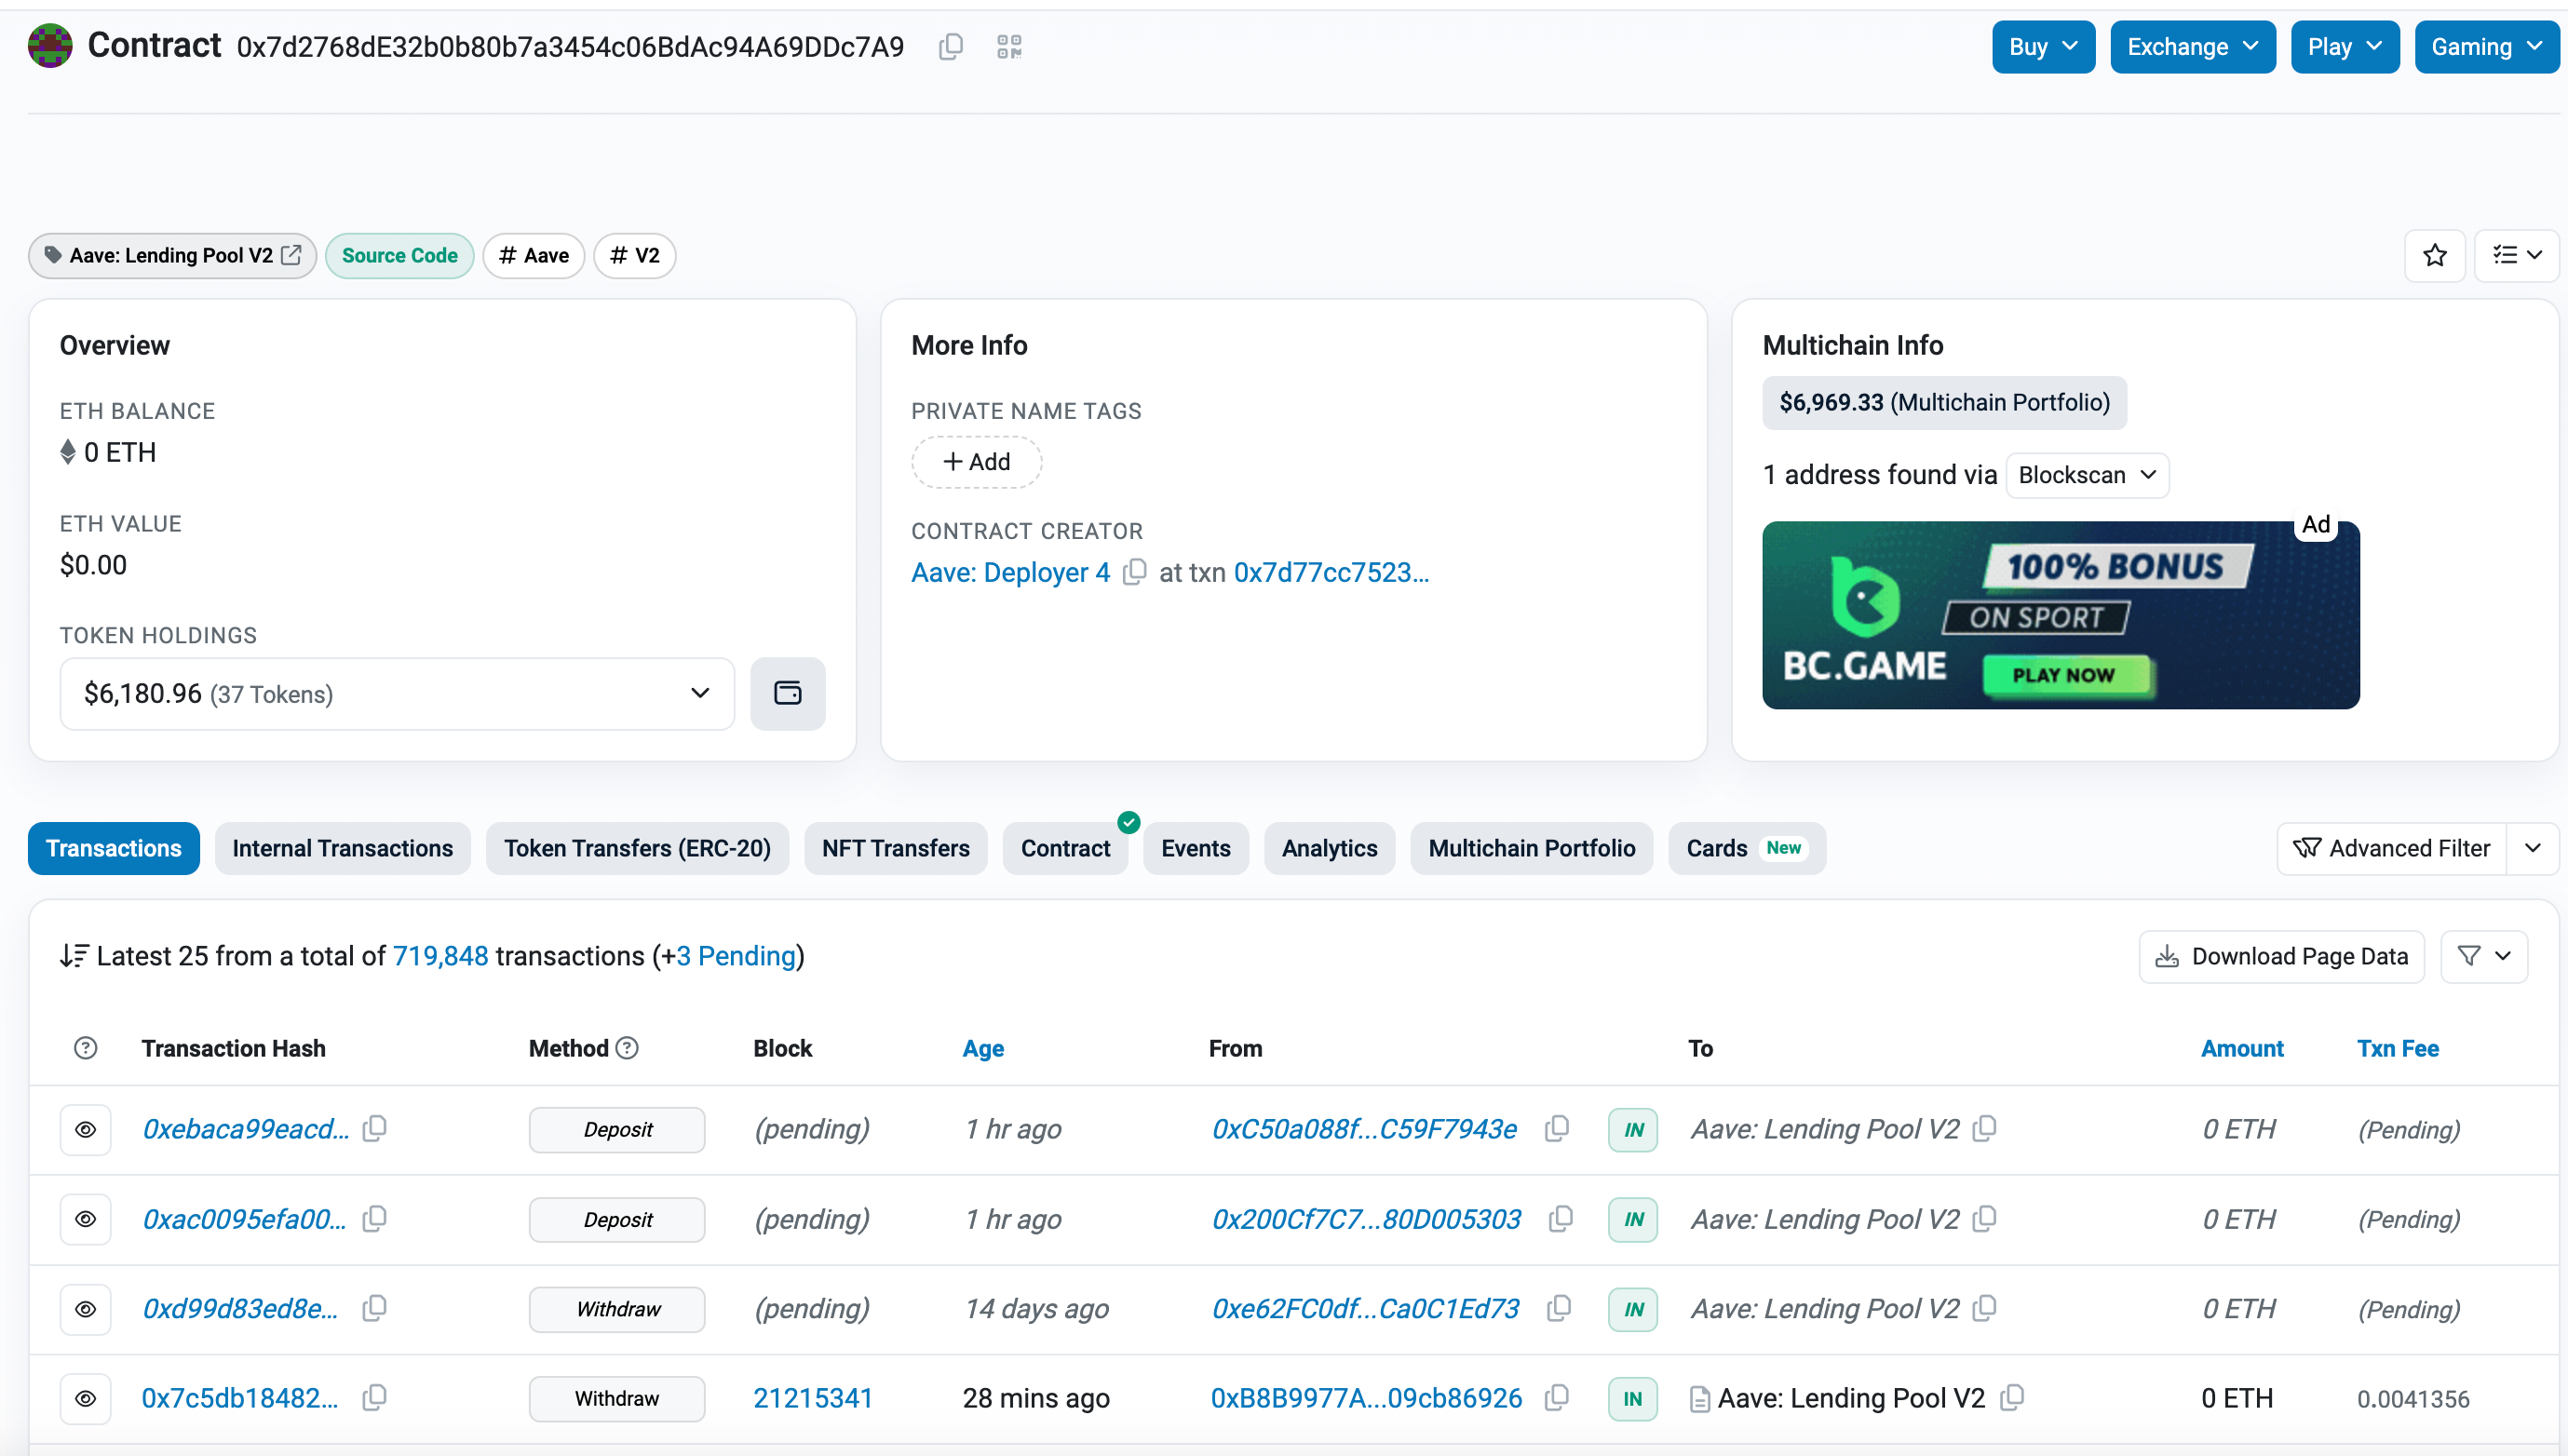 Contract 0x7d2768dE32b0b80b7a3454c06BdAc94A69DDc7A9 Buy Exchange Play Gaming
Aave: Lending Pool V2 Source Code # Aave # V2
Overview
ETH BALANCE
0 ETH
ETH VALUE
$0.00
TOKEN HOLDINGS
$6,180.96 (37 Tokens)
More Info
PRIVATE NAME TAGS
+ Add
CONTRACT CREATOR
Aave: Deployer 4 at txn 0x7d77cc7523...
Multichain Info
$6,969.33 (Multichain Portfolio)
1 address found via Blockscan
Ad
100% BONUS
ON SPORT
BC.GAME
PLAY NOW
Transactions Internal Transactions Token Transfers (ERC-20) NFT Transfers Contract Events Analytics Multichain Portfolio Cards New Advanced Filter
Latest 25 from a total of 719,848 transactions (+3 Pending) Download Page Data
Transaction Hash Method Block Age From To Amount Txn Fee
0xebaca99eacd... Deposit (pending) 1 hr ago 0xC50a088f...C59F7943e IN Aave: Lending Pool V2 0 ETH (Pending)
0xac0095efa00... Deposit (pending) 1 hr ago 0x200Cf7C7...80D005303 IN Aave: Lending Pool V2 0 ETH (Pending)
0xd99d83ed8e... Withdraw (pending) 14 days ago 0xe62FC0df...Ca0C1Ed73 IN Aave: Lending Pool V2 0 ETH (Pending)
0x7c5db18482... Withdraw 21215341 28 mins ago 0xB8B9977A...09cb86926 IN Aave: Lending Pool V2 0 ETH 0.0041356